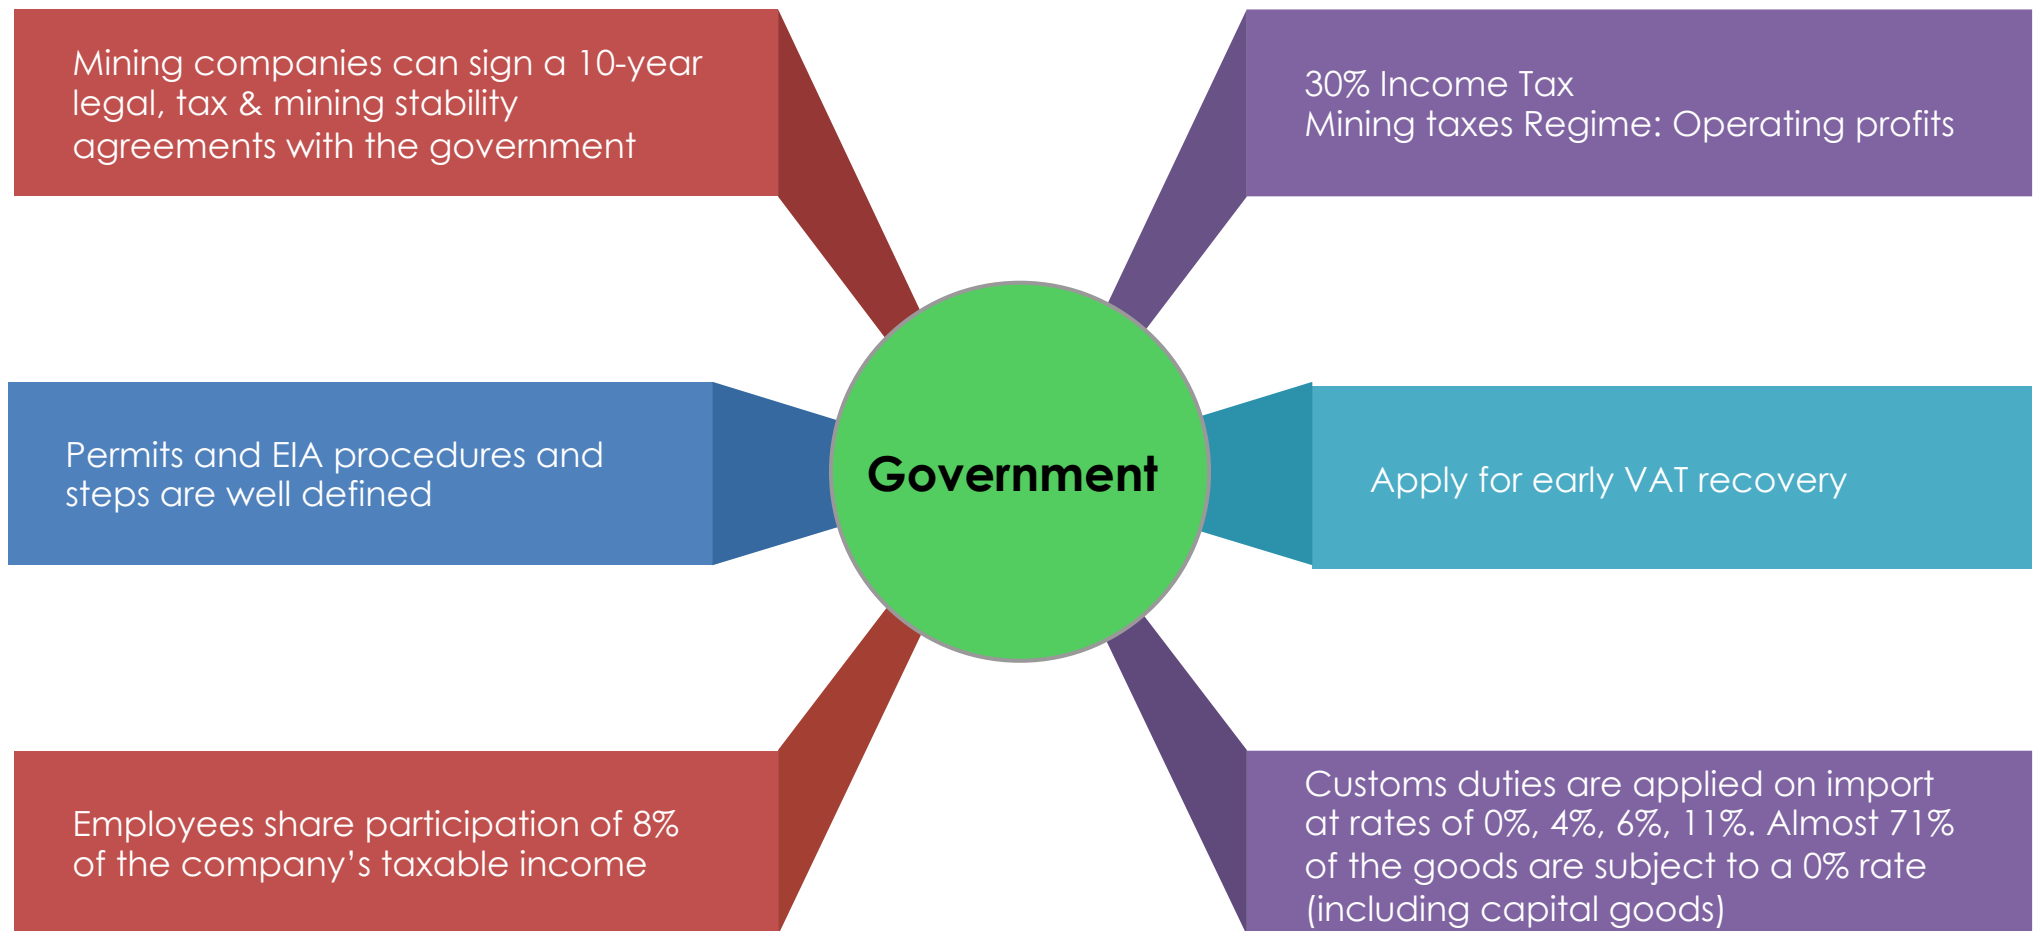 Mining companies can sign a 10-year
legal, tax & mining stability
agreements with the government
30% Income Tax
Mining taxes Regime: Operating profits
Permits and EIA procedures and
steps are well defined
Government
Apply for early VAT recovery
Employees share participation of 8%
of the company’s taxable income
Customs duties are applied on import
at rates of 0%, 4%, 6%, 11%. Almost 71%
of the goods are subject to a 0% rate
(including capital goods)